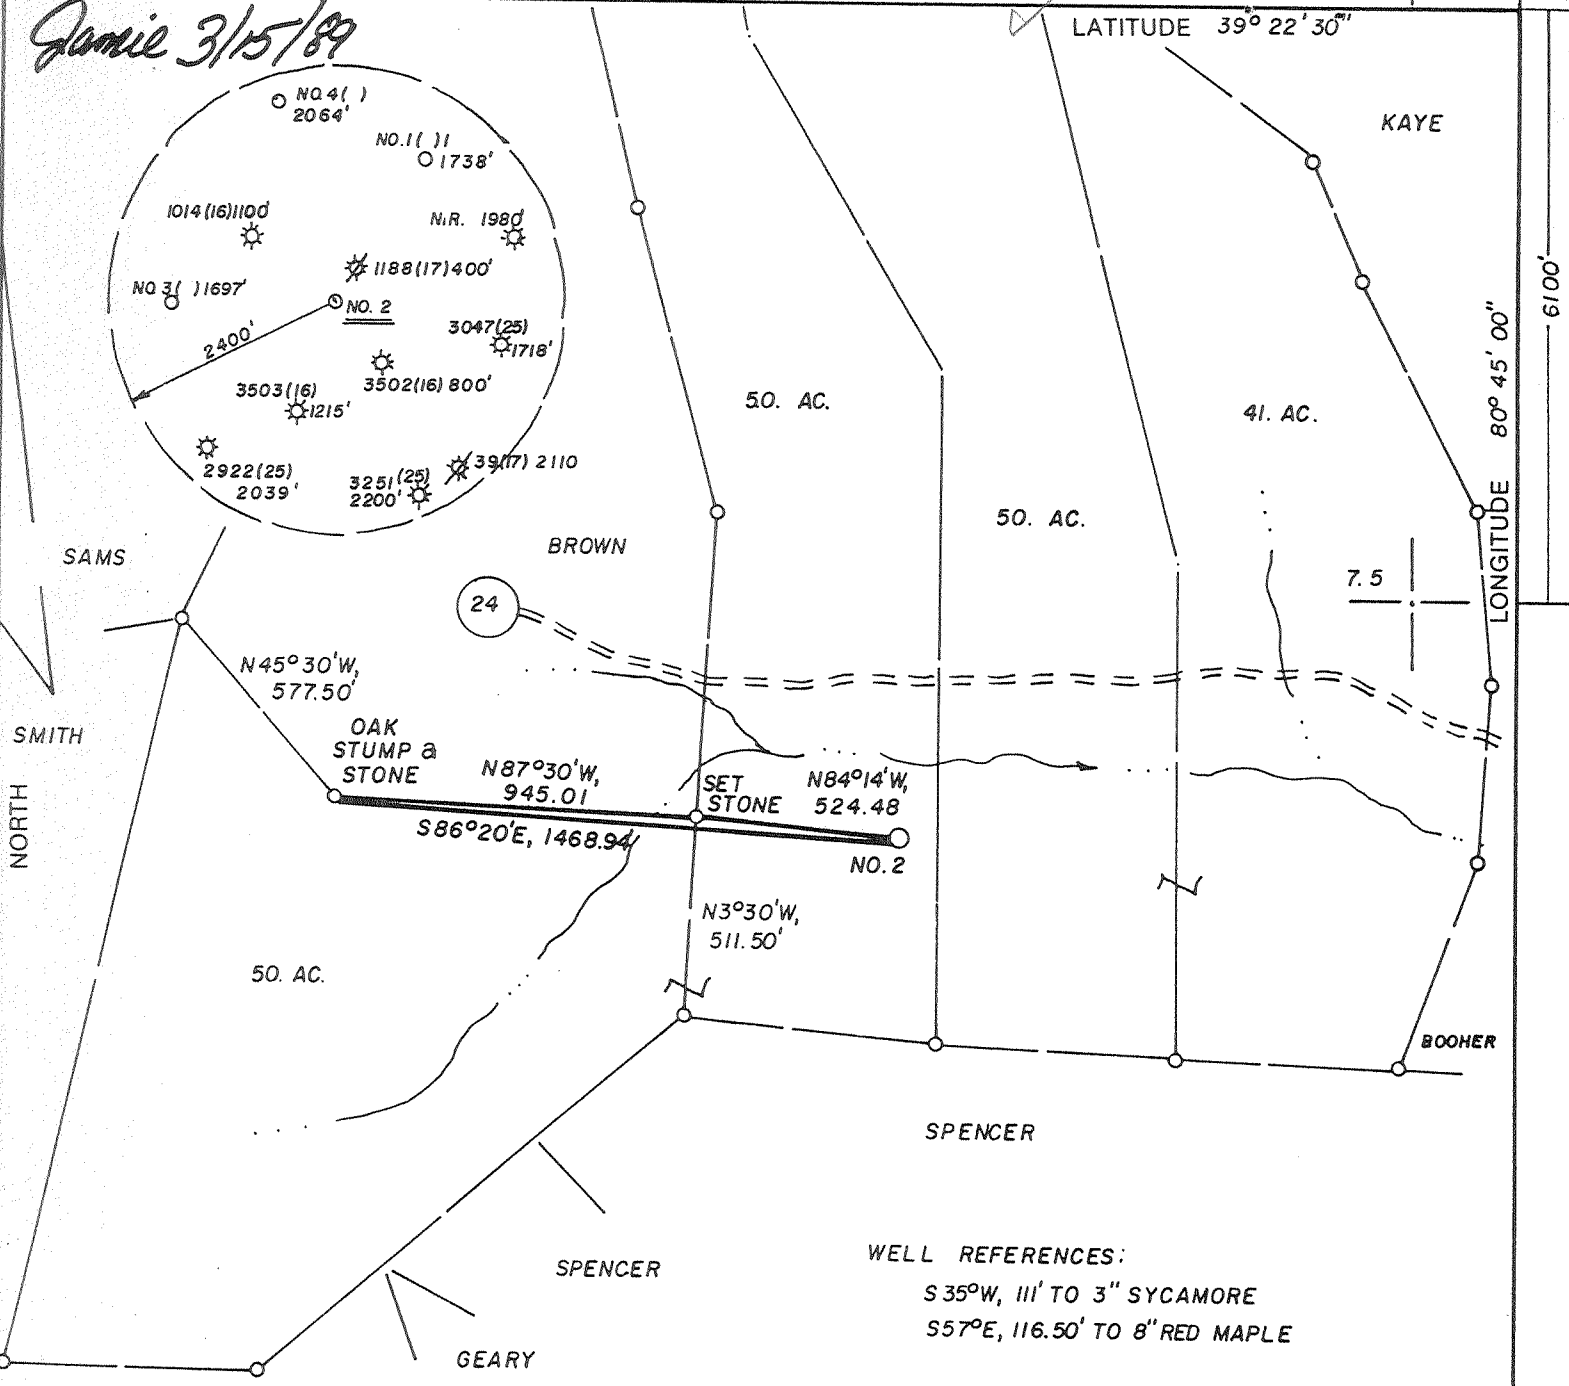 Jamie 3/15/89
LATITUDE 39° 22' 30"
KAYE
NO.4( )
2064'
NO.1( )1
1738'
1014(16)1100'
N.R. 1980'
1188(17)400'
NO.3( )1697'
NO. 2
2400'
3047(25)
1718'
3502(16)800'
3503(16)
1215'
2922(25)
2039'
3251(25)
2200'
39(17) 2110
6100'
LONGITUDE 80° 45' 00"
50. AC.
41. AC.
50. AC.
SAMS
BROWN
24
7.5
N45°30'W,
577.50'
SMITH
NORTH
OAK
STUMP a
STONE
N87°30'W,
945.01
SET
STONE
N84°14'W,
524.48
S86°20'E, 1468.94
NO. 2
N3°30'W,
511.50'
50. AC.
BOOHER
SPENCER
SPENCER
GEARY
WELL REFERENCES:
S35°W, 111' TO 3" SYCAMORE
S57°E, 116.50' TO 8" RED MAPLE